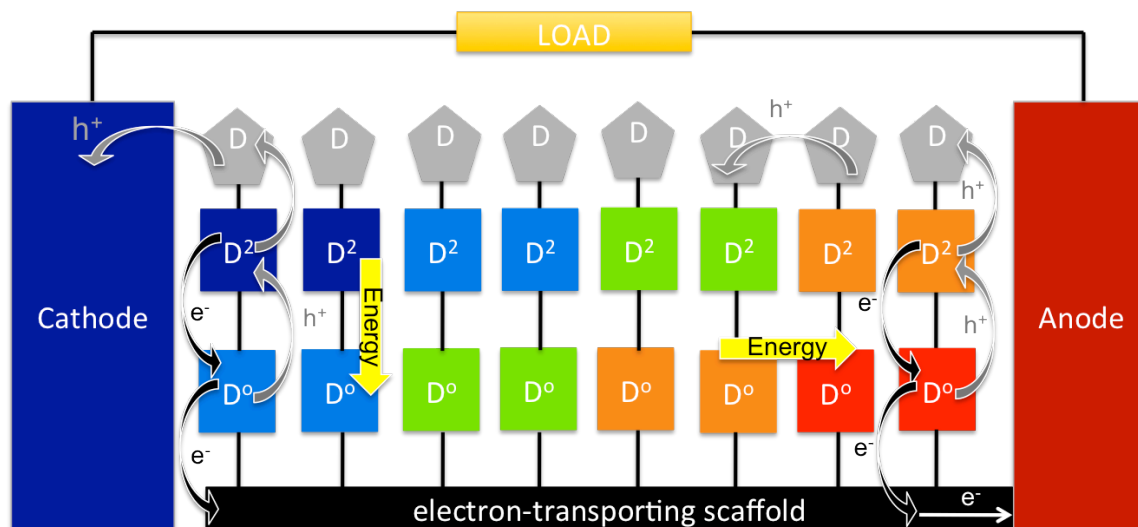 LOAD
h⁺
D D D D D D D D
h⁺
h⁺
D² D² D² D² D² D² D² D²
e⁻
h⁺
Energy
Energy
e⁻
h⁺
Cathode
Anode
Dº Dº Dº Dº Dº Dº Dº Dº
e⁻
e⁻
electron-transporting scaffold
e⁻